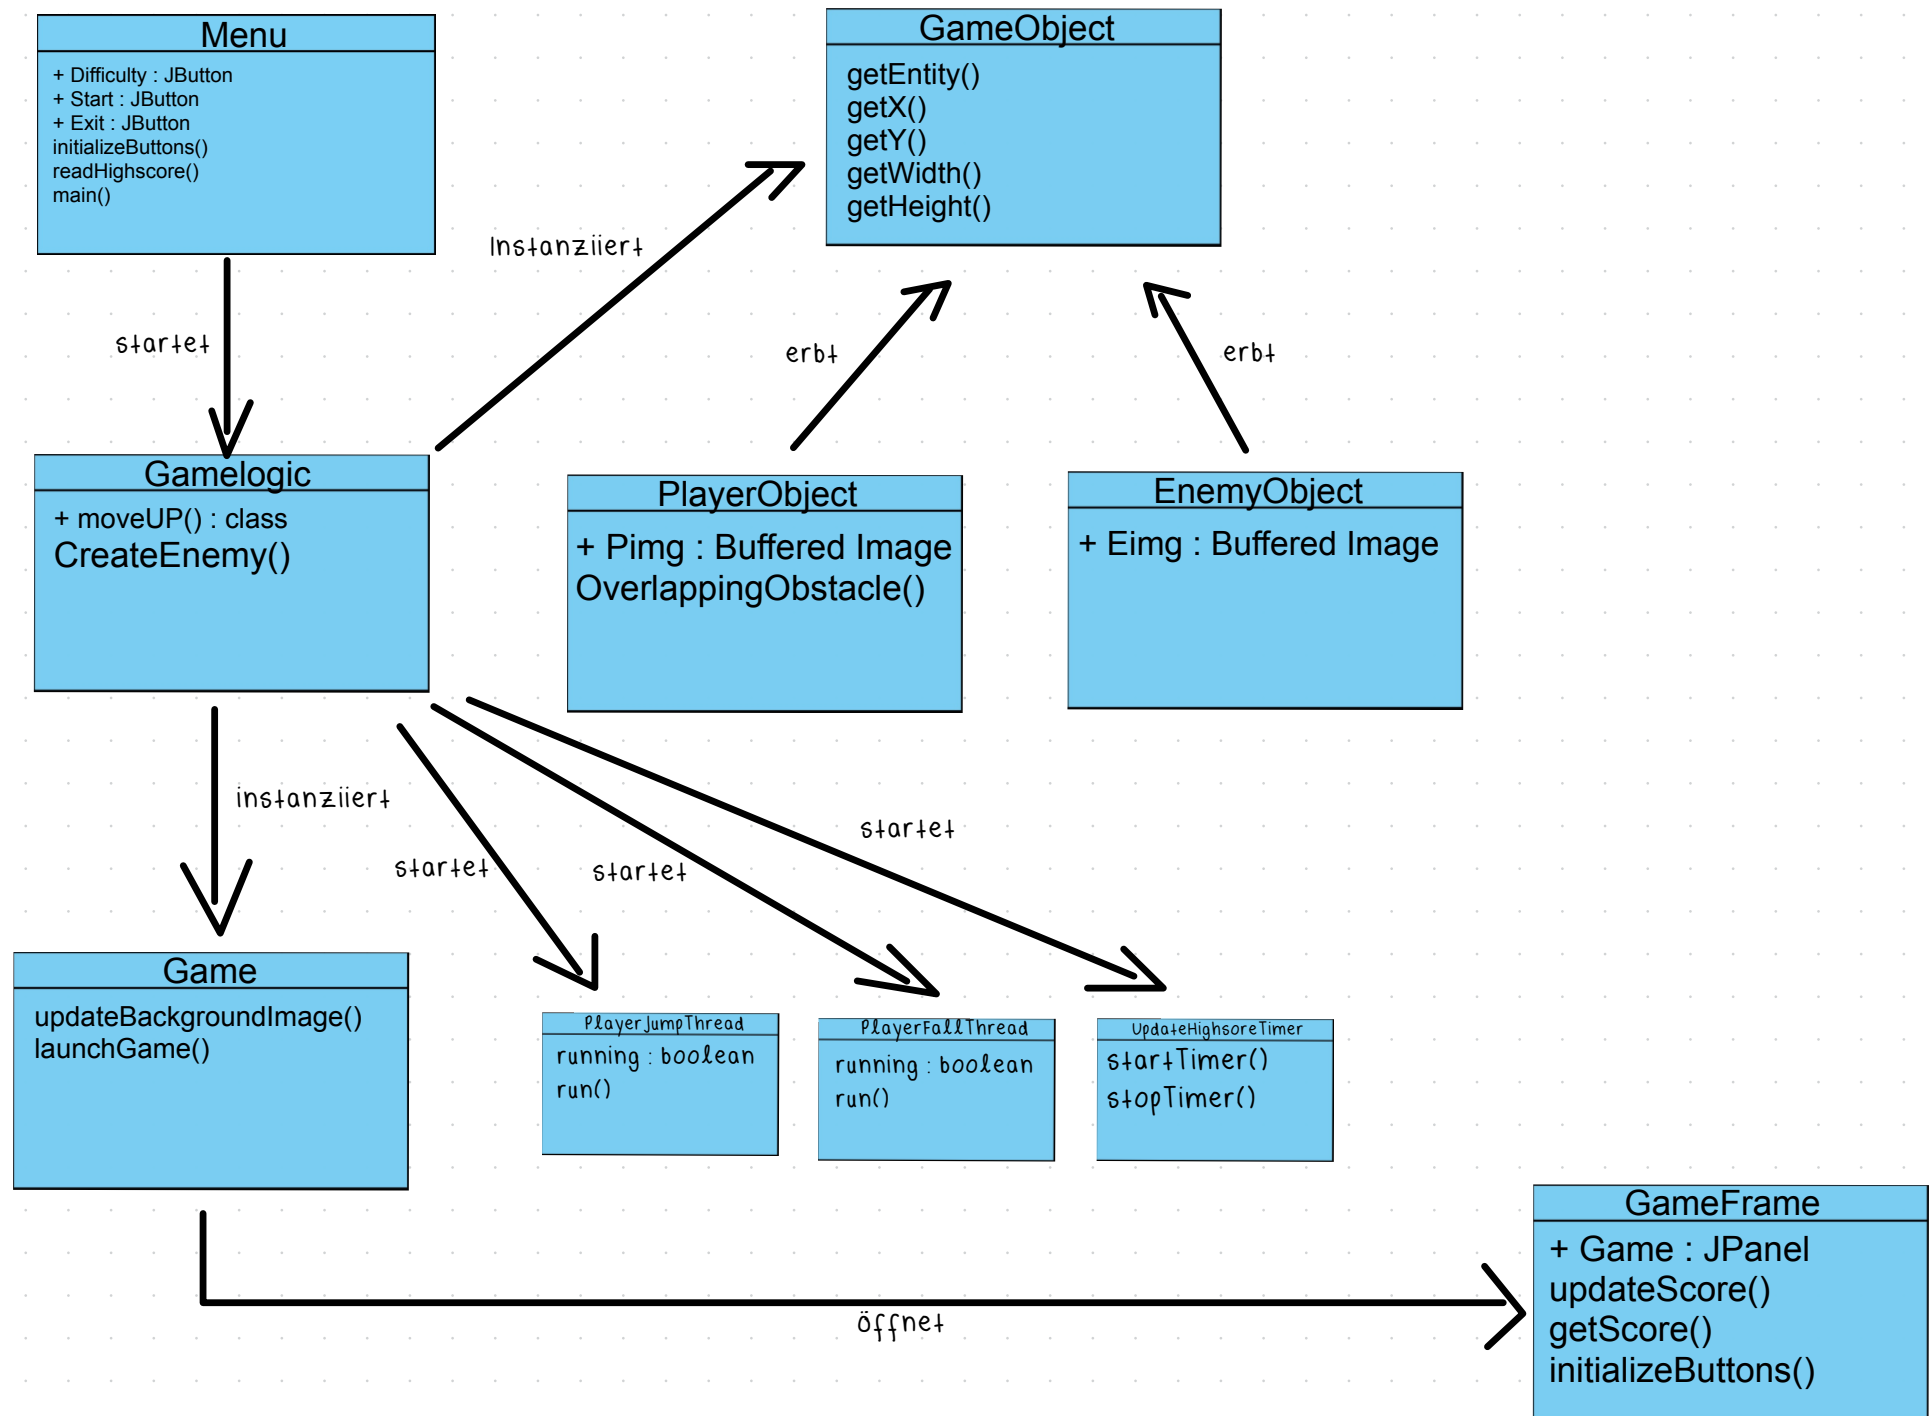 Menu
+ Difficulty : JButton
+ Start : JButton
+ Exit : JButton
initializeButtons()
readHighscore()
main()
GameObject
getEntity()
getX()
getY()
getWidth()
getHeight()
Instanziiert
startet
erbt
erbt
Gamelogic
+ moveUP() : class
CreateEnemy()
PlayerObject
+ Pimg : Buffered Image
OverlappingObstacle()
EnemyObject
+ Eimg : Buffered Image
instanziiert
startet
startet
startet
Game
updateBackgroundImage()
launchGame()
PlayerJumpThread
running : boolean
run()
PlayerFallThread
running : boolean
run()
UpdateHighsoreTimer
startTimer()
stopTimer()
öffnet
GameFrame
+ Game : JPanel
updateScore()
getScore()
initializeButtons()